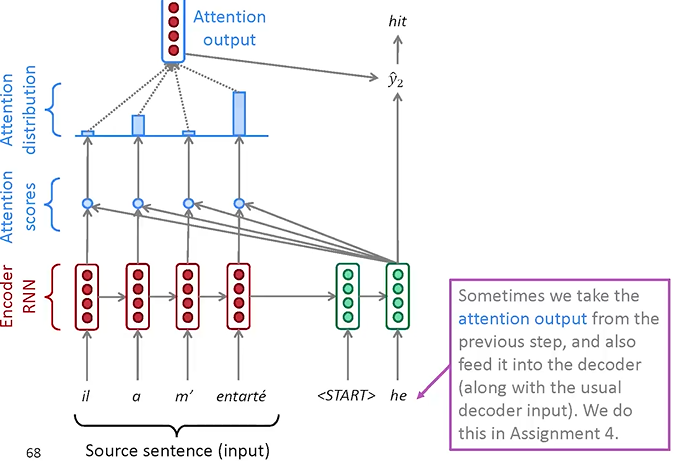 Attention
output
hit
ŷ₂
Attention
distribution
Attention
scores
Encoder
RNN
il a m’ entarté <START> he
Source sentence (input)
Sometimes we take the
attention output from the
previous step, and also
feed it into the decoder
(along with the usual
decoder input). We do
this in Assignment 4.
68